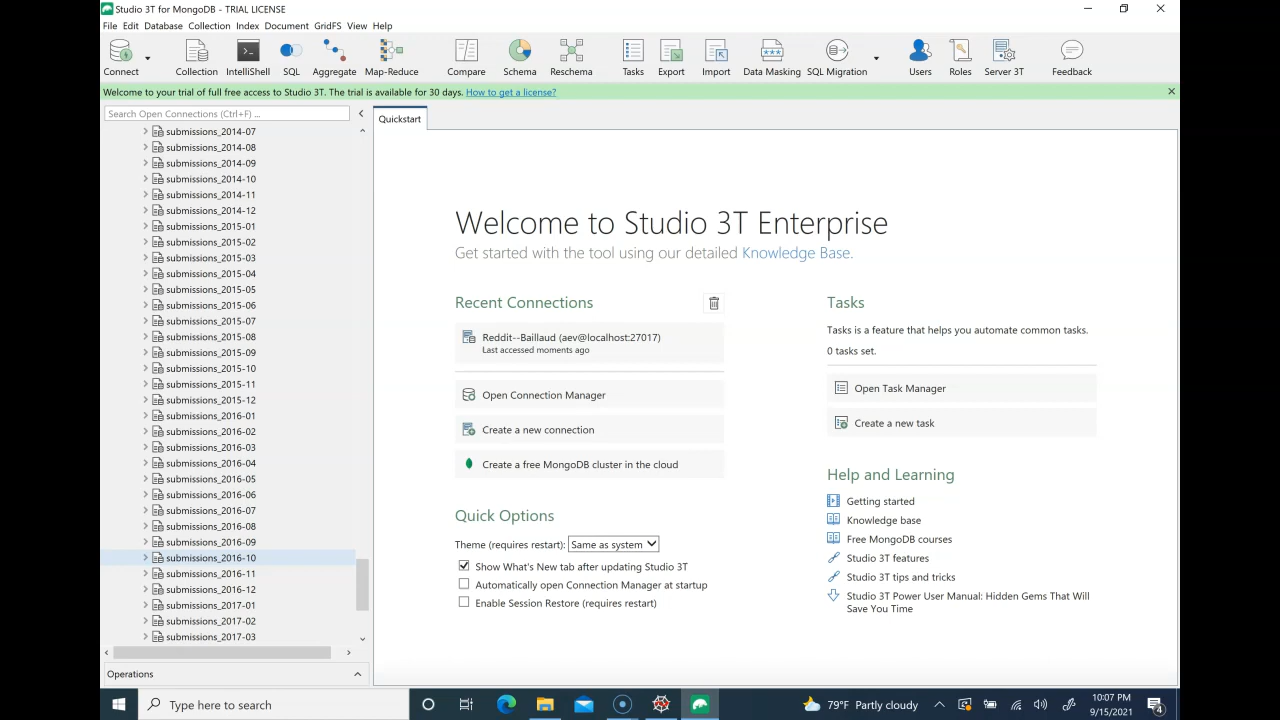 Studio 3T for MongoDB - TRIAL LICENSE
File Edit Database Collection Index Document GridFS View Help
Connect Collection IntelliShell SQL Aggregate Map-Reduce Compare Schema Reschema Tasks Export Import Data Masking SQL Migration Users Roles Server 3T Feedback
Welcome to your trial of full free access to Studio 3T. The trial is available for 30 days. How to get a license?
Search Open Connections (Ctrl+F) ...
submissions_2014-07
submissions_2014-08
submissions_2014-09
submissions_2014-10
submissions_2014-11
submissions_2014-12
submissions_2015-01
submissions_2015-02
submissions_2015-03
submissions_2015-04
submissions_2015-05
submissions_2015-06
submissions_2015-07
submissions_2015-08
submissions_2015-09
submissions_2015-10
submissions_2015-11
submissions_2015-12
submissions_2016-01
submissions_2016-02
submissions_2016-03
submissions_2016-04
submissions_2016-05
submissions_2016-06
submissions_2016-07
submissions_2016-08
submissions_2016-09
submissions_2016-10
submissions_2016-11
submissions_2016-12
submissions_2017-01
submissions_2017-02
submissions_2017-03
Operations
Quickstart
Welcome to Studio 3T Enterprise
Get started with the tool using our detailed Knowledge Base.
Recent Connections
Reddit--Baillaud (aev@localhost:27017)
Last accessed moments ago
Open Connection Manager
Create a new connection
Create a free MongoDB cluster in the cloud
Quick Options
Theme (requires restart): Same as system
Show What's New tab after updating Studio 3T
Automatically open Connection Manager at startup
Enable Session Restore (requires restart)
Tasks
Tasks is a feature that helps you automate common tasks.
0 tasks set.
Open Task Manager
Create a new task
Help and Learning
Getting started
Knowledge base
Free MongoDB courses
Studio 3T features
Studio 3T tips and tricks
Studio 3T Power User Manual: Hidden Gems That Will
Save You Time
Type here to search
79°F Partly cloudy
10:07 PM
9/15/2021
4